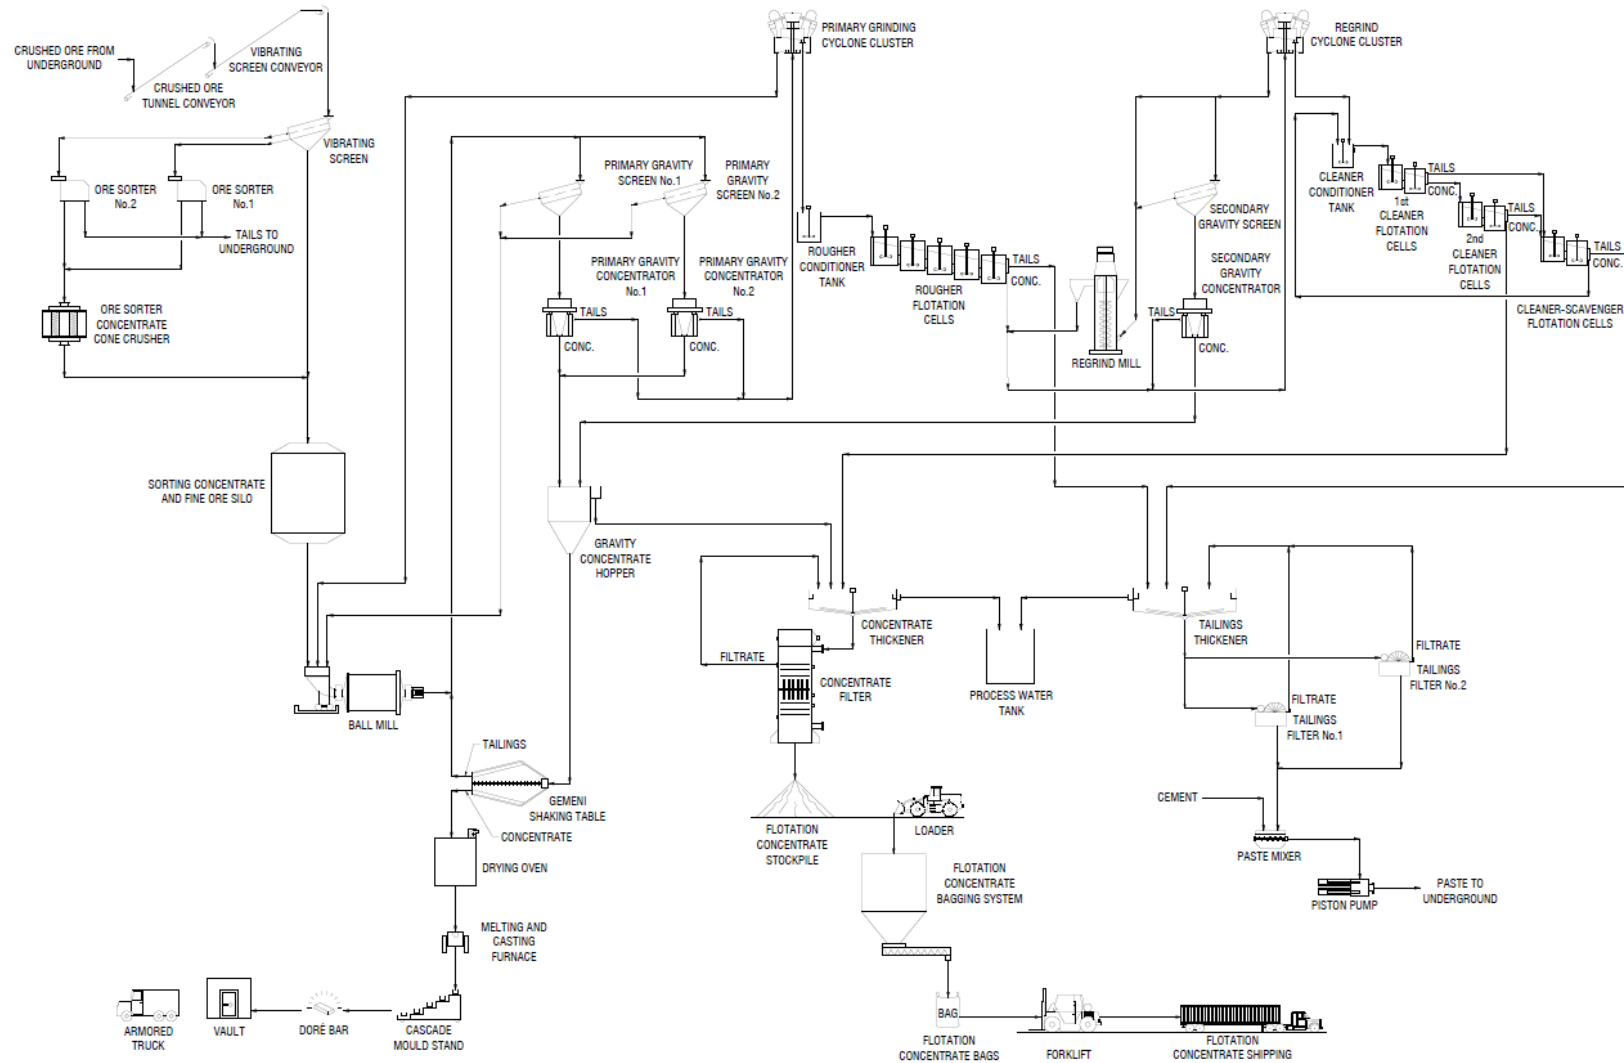 CRUSHED ORE FROM
UNDERGROUND
VIBRATING
SCREEN CONVEYOR
CRUSHED ORE
TUNNEL CONVEYOR
VIBRATING
SCREEN
ORE SORTER
No.2
ORE SORTER
No.1
TAILS TO
UNDERGROUND
ORE SORTER
CONCENTRATE
CONE CRUSHER
SORTING CONCENTRATE
AND FINE ORE SILO
BALL MILL
PRIMARY GRINDING
CYCLONE CLUSTER
PRIMARY GRAVITY
SCREEN No.1
PRIMARY
GRAVITY
SCREEN No.2
PRIMARY GRAVITY
CONCENTRATOR
No.1
PRIMARY GRAVITY
CONCENTRATOR
No.2
TAILS
CONC.
TAILS
CONC.
ROUGHER
CONDITIONER
TANK
ROUGHER
FLOTATION
CELLS
TAILS
CONC.
REGRIND MILL
REGRIND
CYCLONE CLUSTER
SECONDARY
GRAVITY SCREEN
SECONDARY
GRAVITY
CONCENTRATOR
TAILS
CONC.
CLEANER
CONDITIONER
TANK
TAILS
CONC.
1st
CLEANER
FLOTATION
CELLS
TAILS
CONC.
2nd
CLEANER
FLOTATION
CELLS
TAILS
CONC.
CLEANER-SCAVENGER
FLOTATION CELLS
GRAVITY
CONCENTRATE
HOPPER
CONCENTRATE
THICKENER
FILTRATE
CONCENTRATE
FILTER
PROCESS WATER
TANK
TAILINGS
THICKENER
FILTRATE
TAILINGS
FILTER No.2
FILTRATE
TAILINGS
FILTER No.1
CEMENT
PASTE MIXER
PISTON PUMP
PASTE TO
UNDERGROUND
TAILINGS
GEMENI
SHAKING TABLE
CONCENTRATE
DRYING OVEN
MELTING AND
CASTING
FURNACE
CASCADE
MOULD STAND
DORÉ BAR
VAULT
ARMORED
TRUCK
FLOTATION
CONCENTRATE
STOCKPILE
LOADER
FLOTATION
CONCENTRATE
BAGGING SYSTEM
BAG
FLOTATION
CONCENTRATE BAGS
FORKLIFT
FLOTATION
CONCENTRATE SHIPPING